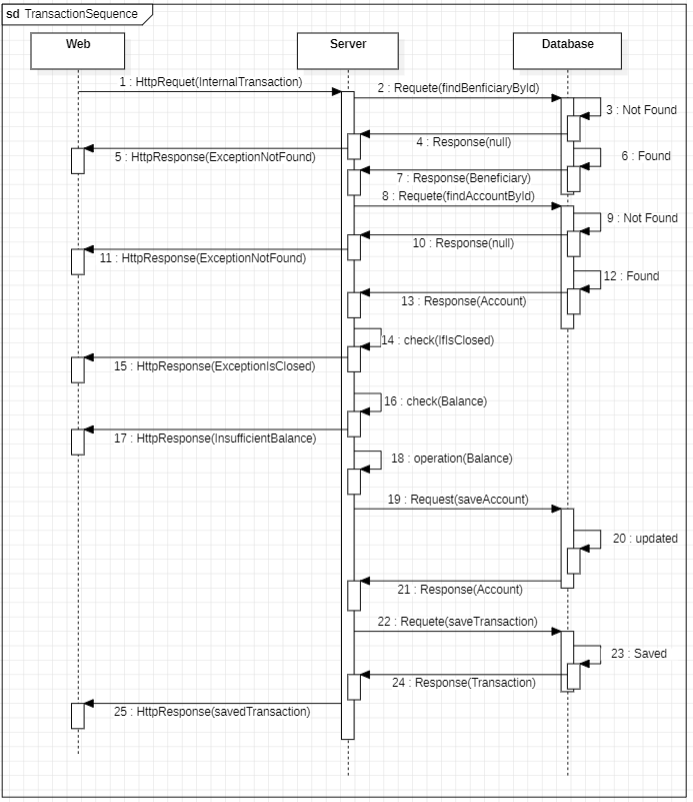 sd TransactionSequence
Web
Server
Database
1 : HttpRequet(InternalTransaction)
2 : Requete(findBenficiaryById)
3 : Not Found
4 : Response(null)
5 : HttpResponse(ExceptionNotFound)
6 : Found
7 : Response(Beneficiary)
8 : Requete(findAccountById)
9 : Not Found
10 : Response(null)
11 : HttpResponse(ExceptionNotFound)
12 : Found
13 : Response(Account)
14 : check(IfIsClosed)
15 : HttpResponse(ExceptionIsClosed)
16 : check(Balance)
17 : HttpResponse(InsufficientBalance)
18 : operation(Balance)
19 : Request(saveAccount)
20 : updated
21 : Response(Account)
22 : Requete(saveTransaction)
23 : Saved
24 : Response(Transaction)
25 : HttpResponse(savedTransaction)